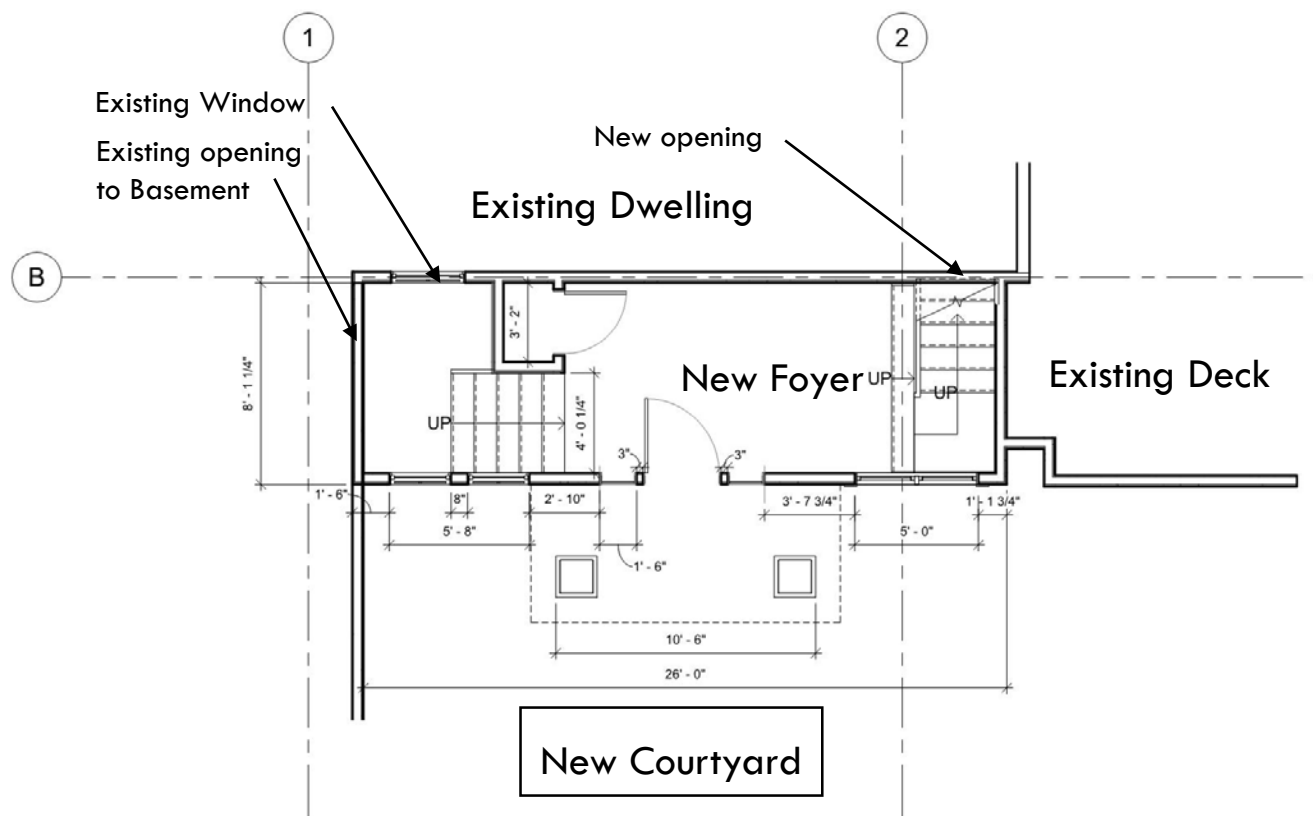 1
2
Existing Window
Existing opening
to Basement
New opening
Existing Dwelling
B
3' - 2"
8' - 1 1/4"
New Foyer
UP
UP
Existing Deck
UP
4' - 0 1/4"
3"
3"
1' - 6"
8"
2' - 10"
3' - 7 3/4"
1' - 1 3/4"
5' - 8"
5' - 0"
1' - 6"
10' - 6"
26' - 0"
New Courtyard